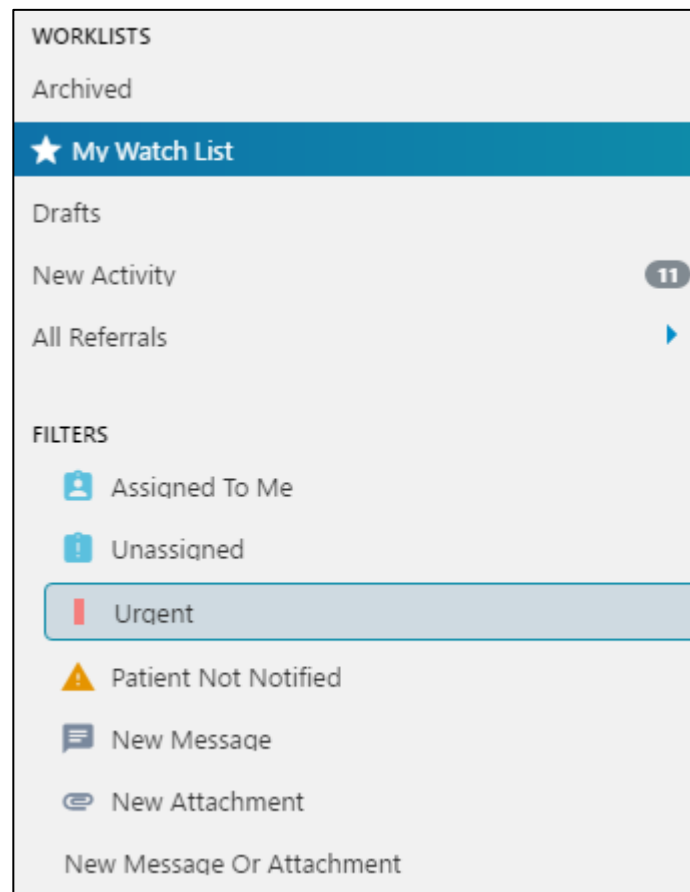 WORKLISTS
Archived
My Watch List
Drafts
New Activity 11
All Referrals
FILTERS
Assigned To Me
Unassigned
Urgent
Patient Not Notified
New Message
New Attachment
New Message Or Attachment